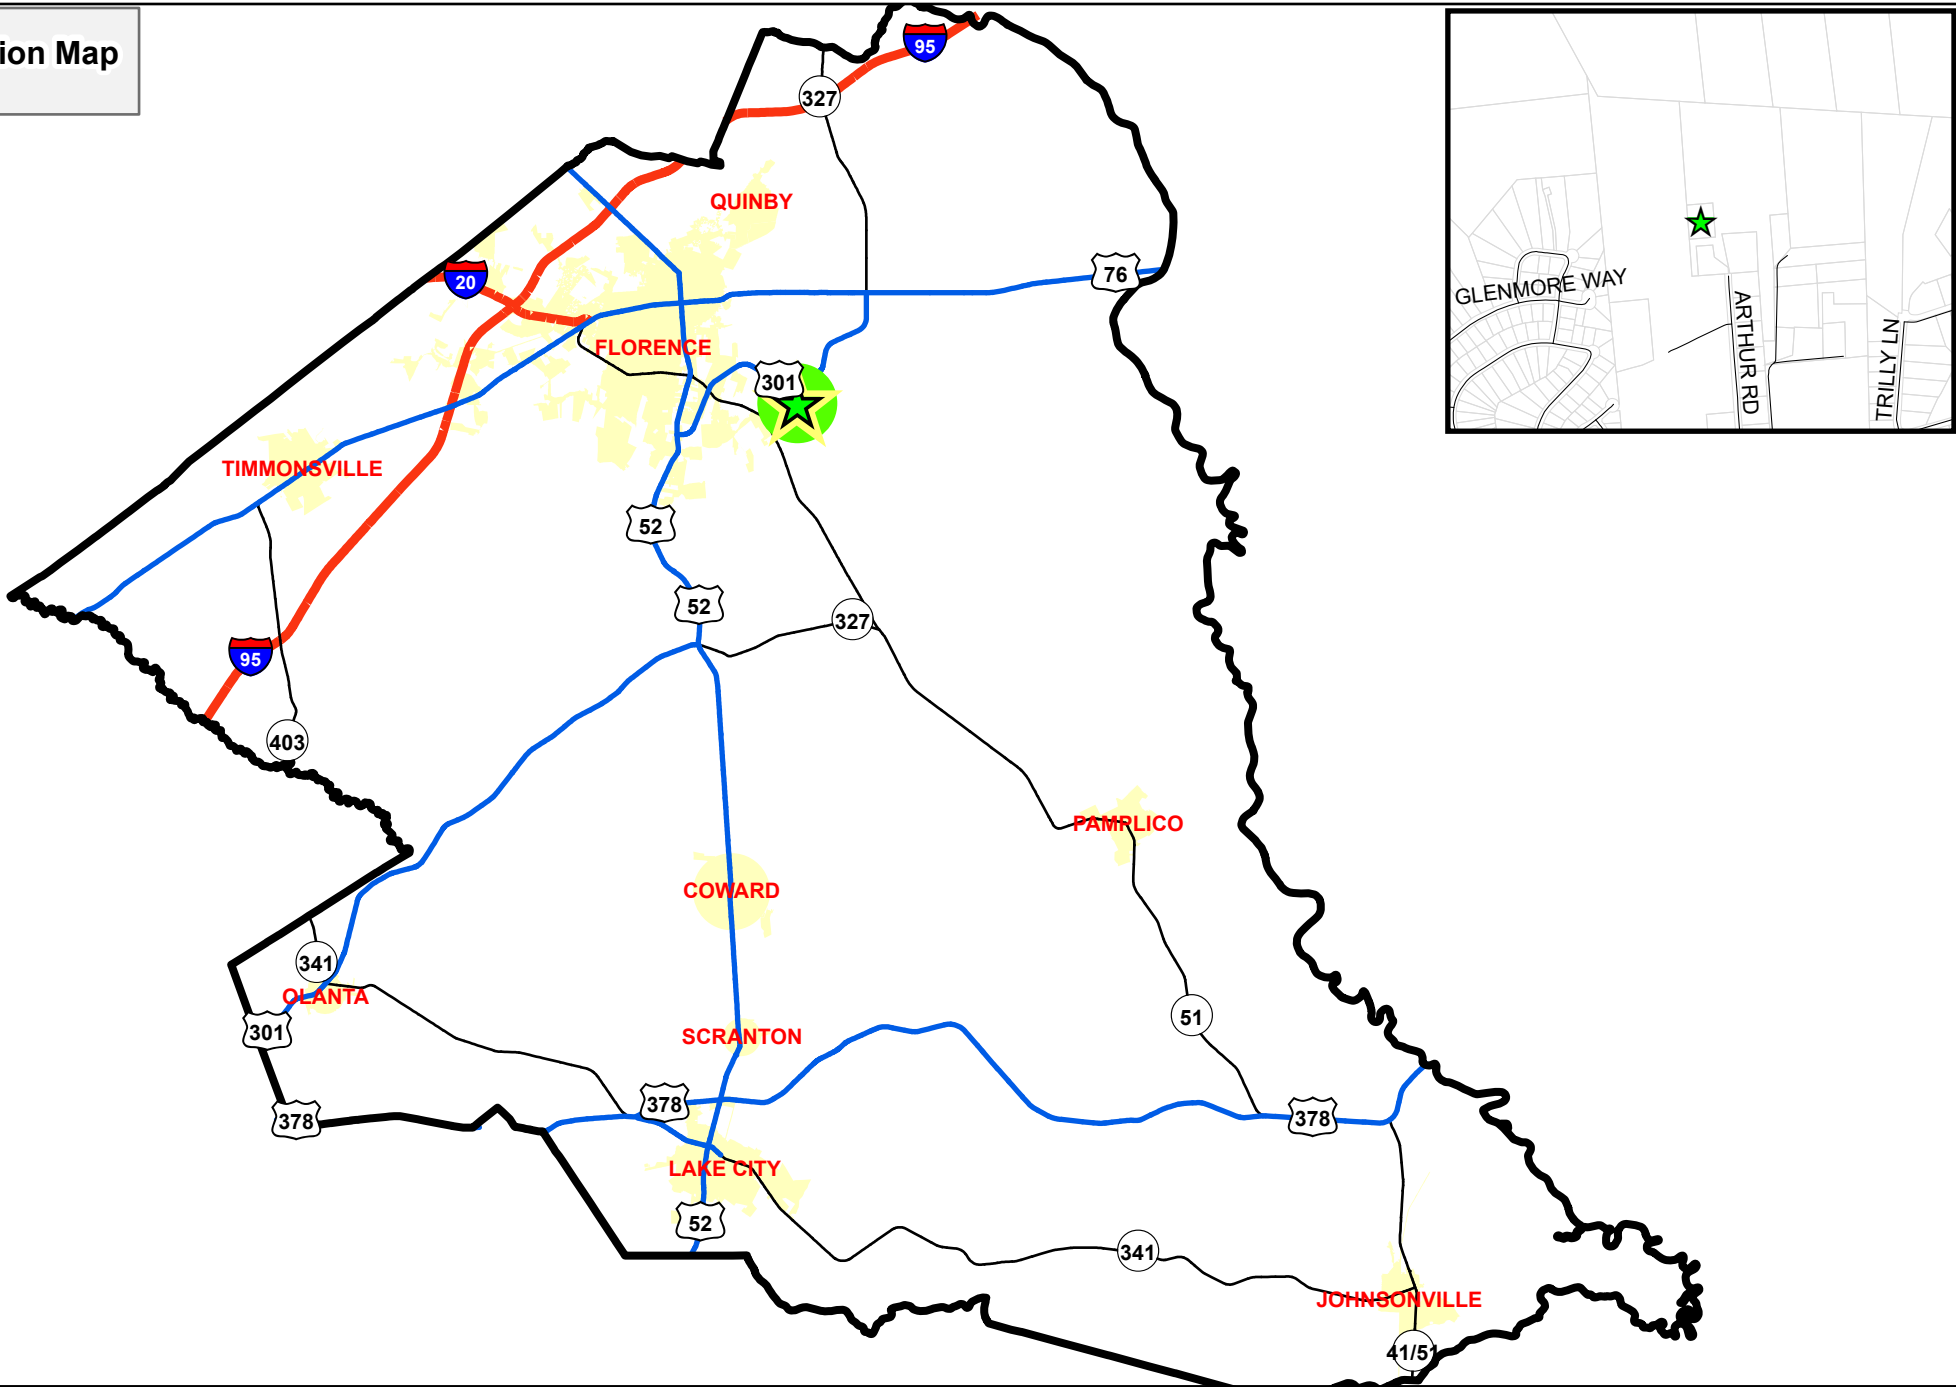 ion Map
95
327
QUINBY
20
76
FLORENCE
301
TIMMONSVILLE
52
52
327
95
403
PAMPLICO
COWARD
341
OLANTA
301
51
SCRANTON
378
378
378
LAKE CITY
52
341
JOHNSONVILLE
41/51
GLENMORE WAY
ARTHUR RD
TRILLY LN